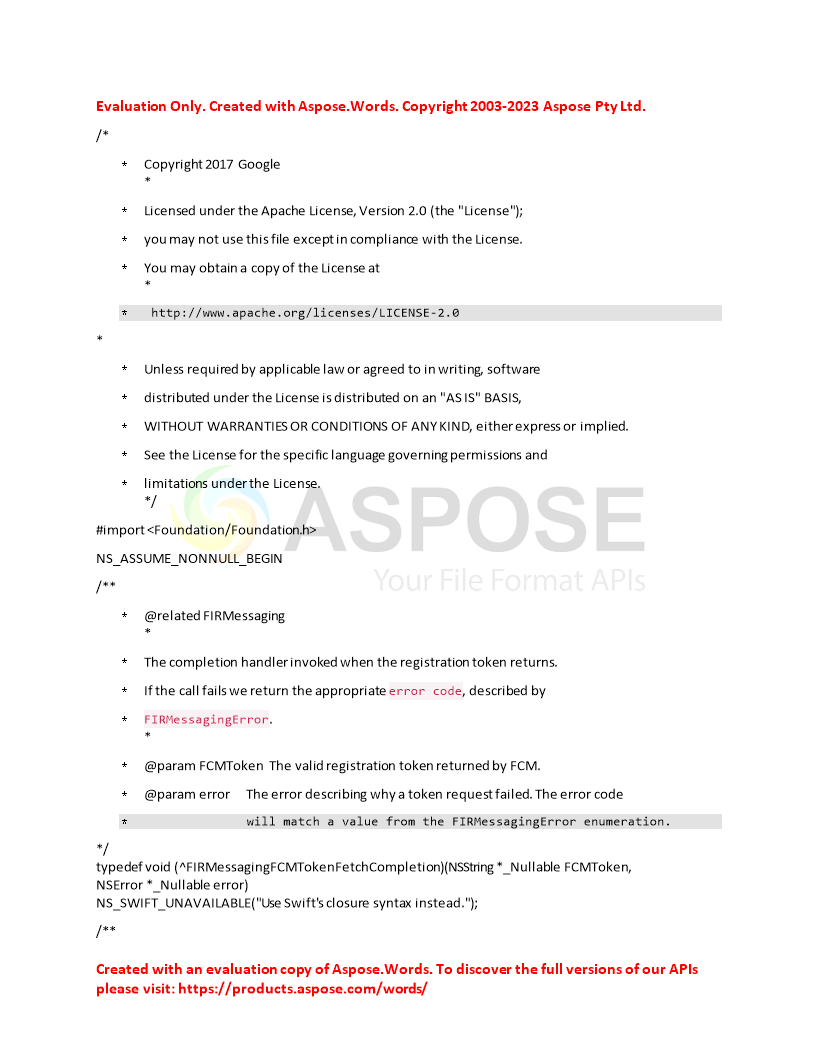 Evaluation Only. Created with Aspose.Words. Copyright 2003-2023 Aspose Pty Ltd.
/*
* Copyright 2017 Google
*
* Licensed under the Apache License, Version 2.0 (the "License");
* you may not use this file except in compliance with the License.
* You may obtain a copy of the License at
*
* http://www.apache.org/licenses/LICENSE-2.0
*
* Unless required by applicable law or agreed to in writing, software
* distributed under the License is distributed on an "AS IS" BASIS,
* WITHOUT WARRANTIES OR CONDITIONS OF ANY KIND, either express or implied.
* See the License for the specific language governing permissions and
* limitations under the License.
*/
ASPOSE
#import <Foundation/Foundation.h>
NS_ASSUME_NONNULL_BEGIN
Your File Format APIs
/**
* @related FIRMessaging
*
* The completion handler invoked when the registration token returns.
* If the call fails we return the appropriate error code, described by
* FIRMessagingError.
*
* @param FCMToken The valid registration token returned by FCM.
* @param error The error describing why a token request failed. The error code
* will match a value from the FIRMessagingError enumeration.
*/
typedef void (^FIRMessagingFCMTokenFetchCompletion)(NSString *_Nullable FCMToken,
NSError *_Nullable error)
NS_SWIFT_UNAVAILABLE("Use Swift's closure syntax instead.");
/**
Created with an evaluation copy of Aspose.Words. To discover the full versions of our APIs
please visit: https://products.aspose.com/words/